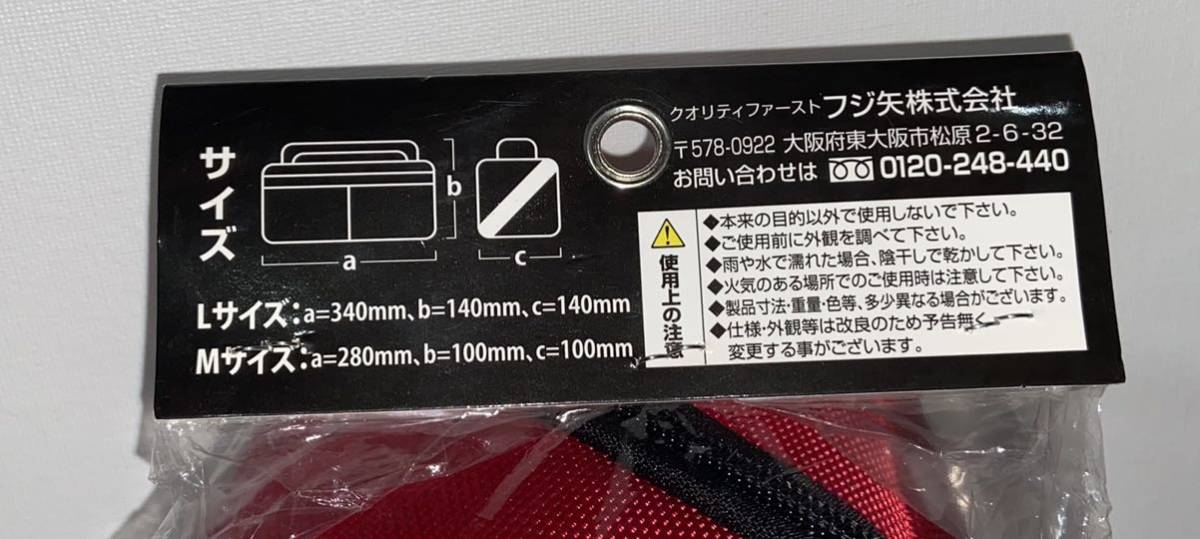 サイズ
a
b
c
Lサイズ:a=340mm、b=140mm、c=140mm
Mサイズ:a=280mm、b=100mm、c=100mm
クオリティファースト フジ矢株式会社
〒578-0922 大阪府東大阪市松原2-6-32
お問い合わせは 0120-248-440
使用上の注意
◆本来の目的以外で使用しないで下さい。
◆ご使用前に外観を調べて下さい。
◆雨や水で濡れた場合、陰干しで乾かして下さい。
◆火気のある場所でのご使用時は注意して下さい。
◆製品寸法・重量・色等、多少異なる場合がございます。
◆仕様・外観等は改良のため予告無く
変更する事がございます。